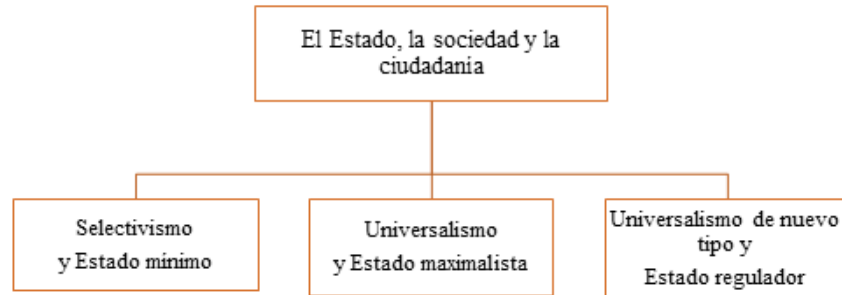 El Estado, la sociedad y la
ciudadanía
Selectivismo
y Estado mínimo
Universalismo
y Estado maximalista
Universalismo de nuevo
tipo y
Estado regulador